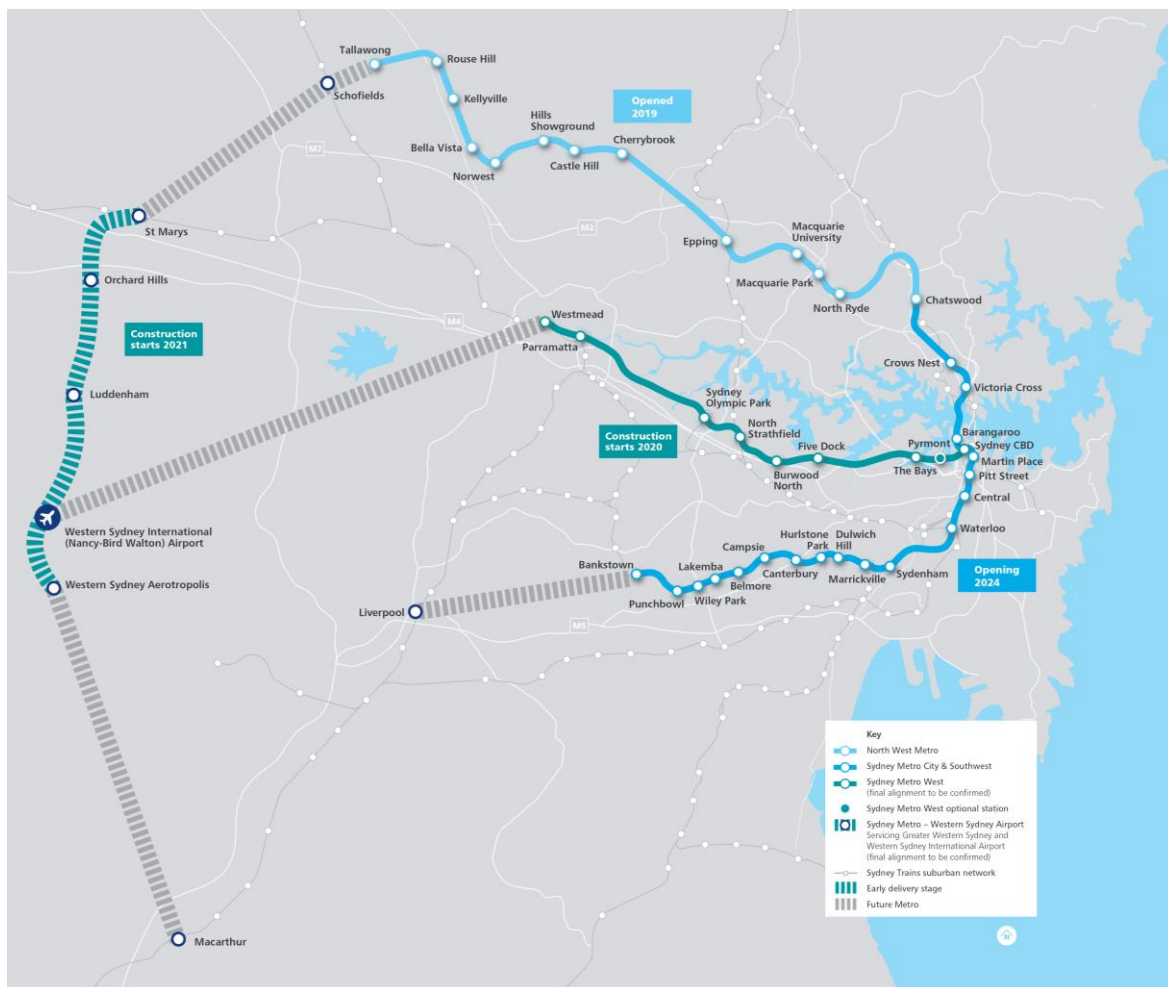 Tallawong
Rouse Hill
Schofields
Kellyville
Opened
2019
Hills
Showground
Cherrybrook
M7
Bella Vista
Castle Hill
Norwest
St Marys
M2
Epping
Macquarie
University
Orchard Hills
Macquarie Park
North Ryde
Chatswood
Westmead
M4
Construction
starts 2021
Parramatta
Crows Nest
Luddenham
Victoria Cross
Sydney
Olympic Park
North
Strathfield
Construction
starts 2020
Five Dock
Pyrmont
Barangaroo
Sydney CBD
Martin Place
The Bays
Burwood
North
Pitt Street
Central
Western Sydney International
(Nancy-Bird Walton) Airport
Waterloo
Hurlstone
Park
Dulwich
Hill
Campsie
Lakemba
Bankstown
Belmore
Canterbury
Marrickville
Sydenham
Opening
2024
Western Sydney Aerotropolis
Punchbowl
Wiley Park
Liverpool
M5
Key
North West Metro
Sydney Metro City & Southwest
Sydney Metro West
(final alignment to be confirmed)
Sydney Metro West optional station
Sydney Metro – Western Sydney Airport
Servicing Greater Western Sydney and
Western Sydney International Airport
(final alignment to be confirmed)
Sydney Trains suburban network
Early delivery stage
Future Metro
N
Macarthur